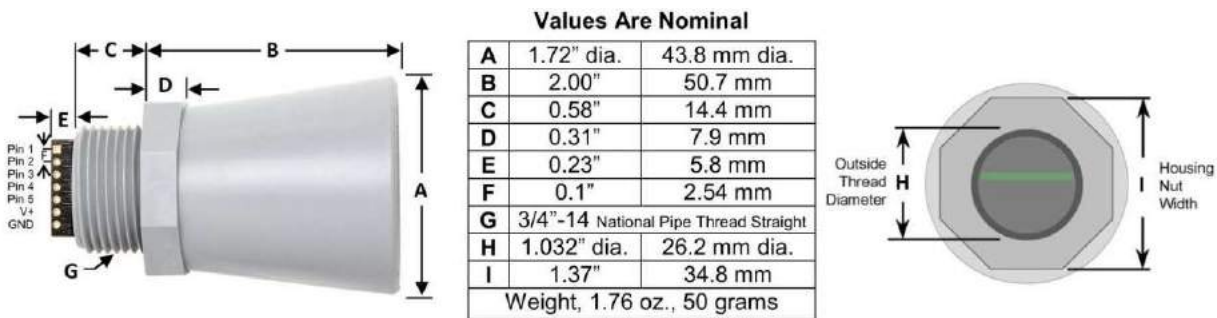 Values Are Nominal
C
B
D
E
F
A
G
Pin 1
Pin 2
Pin 3
Pin 4
Pin 5
V+
GND
A 1.72” dia. 43.8 mm dia.
B 2.00” 50.7 mm
C 0.58” 14.4 mm
D 0.31” 7.9 mm
E 0.23” 5.8 mm
F 0.1” 2.54 mm
G 3/4”-14 National Pipe Thread Straight
H 1.032” dia. 26.2 mm dia.
I 1.37” 34.8 mm
Weight, 1.76 oz., 50 grams
Outside
Thread
Diameter
H
I
Housing
Nut
Width